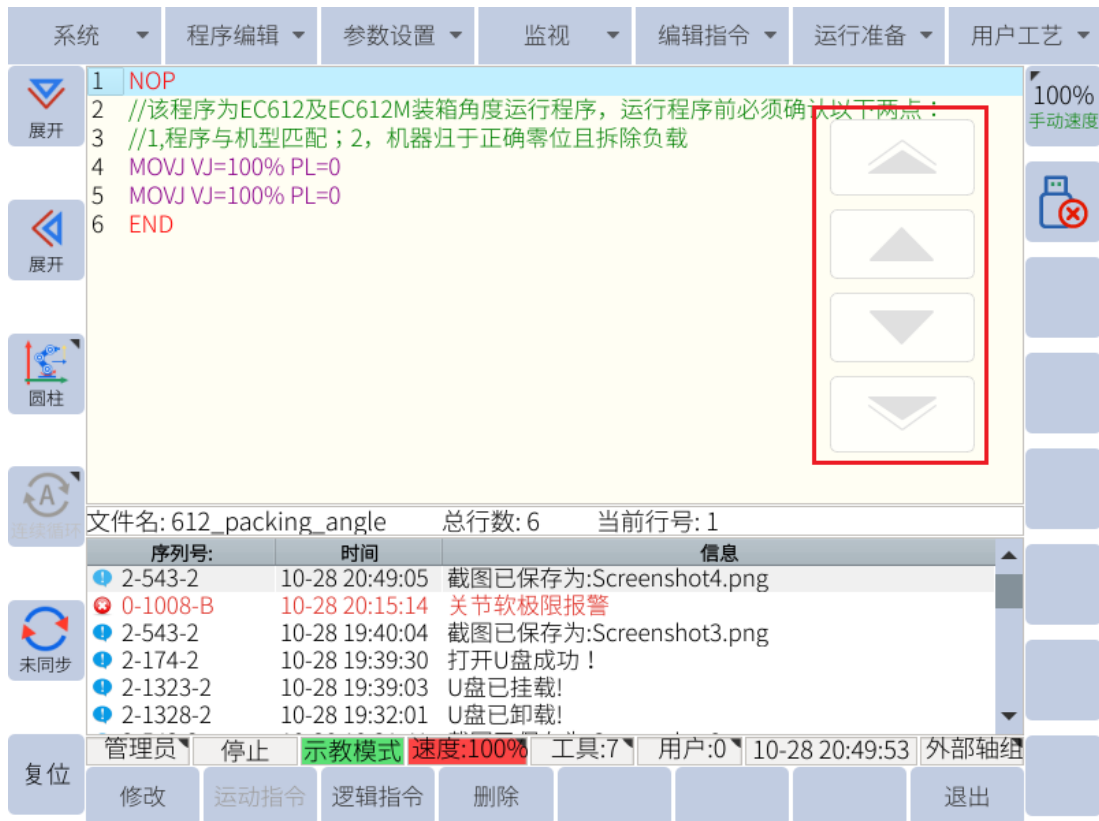 系统 程序编辑 参数设置 监视 编辑指令 运行准备 用户工艺
展开
展开
圆柱
A
连续循环
未同步
复位
1 NOP
2 //该程序为EC612及EC612M装箱角度运行程序，运行程序前必须确认以下两点：
3 //1,程序与机型匹配；2，机器归于正确零位且拆除负载
4 MOVJ VJ=100% PL=0
5 MOVJ VJ=100% PL=0
6 END
100%
手动速度
文件名: 612_packing_angle 总行数: 6 当前行号: 1
序列号: 时间 信息
2-543-2 10-28 20:49:05 截图已保存为:Screenshot4.png
0-1008-B 10-28 20:15:14 关节软极限报警
2-543-2 10-28 19:40:04 截图已保存为:Screenshot3.png
2-174-2 10-28 19:39:30 打开U盘成功！
2-1323-2 10-28 19:39:03 U盘已挂载!
2-1328-2 10-28 19:32:01 U盘已卸载!
管理员 停止 示教模式 速度:100% 工具:7 用户:0 10-28 20:49:53 外部轴组
修改 运动指令 逻辑指令 删除 退出